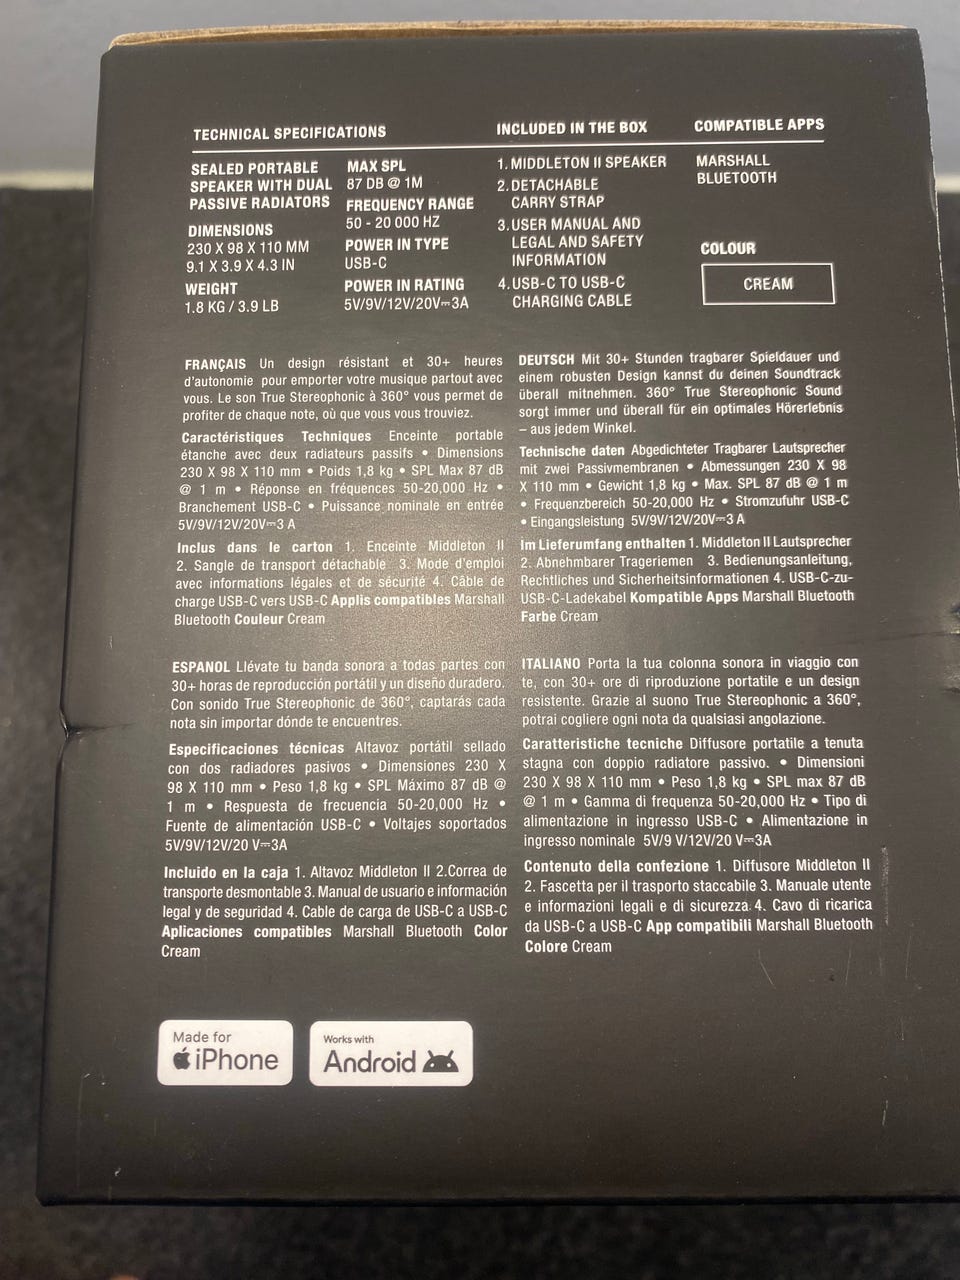 TECHNICAL SPECIFICATIONS
SEALED PORTABLE
SPEAKER WITH DUAL
PASSIVE RADIATORS
DIMENSIONS
230 X 98 X 110 MM
9.1 X 3.9 X 4.3 IN
WEIGHT
1.8 KG / 3.9 LB
MAX SPL
87 DB @ 1M
FREQUENCY RANGE
50 - 20 000 HZ
POWER IN TYPE
USB-C
POWER IN RATING
5V/9V/12V/20V⎓3A
INCLUDED IN THE BOX
1. MIDDLETON II SPEAKER
2. DETACHABLE
CARRY STRAP
3. USER MANUAL AND
LEGAL AND SAFETY
INFORMATION
4. USB-C TO USB-C
CHARGING CABLE
COMPATIBLE APPS
MARSHALL
BLUETOOTH
COLOUR
CREAM
FRANÇAIS Un design résistant et 30+ heures
d'autonomie pour emporter votre musique partout avec
vous. Le son True Stereophonic à 360° vous permet de
profiter de chaque note, où que vous vous trouviez.
Caractéristiques Techniques Enceinte portable
étanche avec deux radiateurs passifs • Dimensions
230 X 98 X 110 mm • Poids 1,8 kg • SPL Max 87 dB
@ 1 m • Réponse en fréquences 50-20,000 Hz •
Branchement USB-C • Puissance nominale en entrée
5V/9V/12V/20V⎓3 A
Inclus dans le carton 1. Enceinte Middleton II
2. Sangle de transport détachable 3. Mode d'emploi
avec informations légales et de sécurité 4. Câble de
charge USB-C vers USB-C Applis compatibles Marshall
Bluetooth Couleur Cream
DEUTSCH Mit 30+ Stunden tragbarer Spieldauer und
einem robusten Design kannst du deinen Soundtrack
überall mitnehmen. 360° True Stereophonic Sound
sorgt immer und überall für ein optimales Hörerlebnis
– aus jedem Winkel.
Technische daten Abgedichteter Tragbarer Lautsprecher
mit zwei Passivmembranen • Abmessungen 230 X 98
X 110 mm • Gewicht 1,8 kg • Max. SPL 87 dB @ 1 m
• Frequenzbereich 50-20,000 Hz • Stromzufuhr USB-C
• Eingangsleistung 5V/9V/12V/20V⎓3 A
Im Lieferumfang enthalten 1. Middleton II Lautsprecher
2. Abnehmbarer Trageriemen 3. Bedienungsanleitung,
Rechtliches und Sicherheitsinformationen 4. USB-C-zu-
USB-C-Ladekabel Kompatible Apps Marshall Bluetooth
Farbe Cream
ESPANOL Llévate tu banda sonora a todas partes con
30+ horas de reproducción portátil y un diseño duradero.
Con sonido True Stereophonic de 360°, captarás cada
nota sin importar dónde te encuentres.
Especificaciones técnicas Altavoz portátil sellado
con dos radiadores pasivos • Dimensiones 230 X
98 X 110 mm • Peso 1,8 kg • SPL Máximo 87 dB @
1 m • Respuesta de frecuencia 50-20,000 Hz •
Fuente de alimentación USB-C • Voltajes soportados
5V/9V/12V/20 V⎓3A
Incluido en la caja 1. Altavoz Middleton II 2.Correa de
transporte desmontable 3. Manual de usuario e información
legal y de seguridad 4. Cable de carga de USB-C a USB-C
Aplicaciones compatibles Marshall Bluetooth Color
Cream
ITALIANO Porta la tua colonna sonora in viaggio con
te, con 30+ ore di riproduzione portatile e un design
resistente. Grazie al suono True Stereophonic a 360°,
potrai cogliere ogni nota da qualsiasi angolazione.
Caratteristiche tecniche Diffusore portatile a tenuta
stagna con doppio radiatore passivo. • Dimensioni
230 X 98 X 110 mm • Peso 1,8 kg • SPL max 87 dB
@ 1 m • Gamma di frequenza 50-20,000 Hz • Tipo di
alimentazione in ingresso USB-C • Alimentazione in
ingresso nominale 5V/9 V/12V/20 V⎓3A
Contenuto della confezione 1. Diffusore Middleton II
2. Fascetta per il trasporto staccabile 3. Manuale utente
e informazioni legali e di sicurezza 4. Cavo di ricarica
da USB-C a USB-C App compatibili Marshall Bluetooth
Colore Cream
Made for
iPhone
Works with
Android